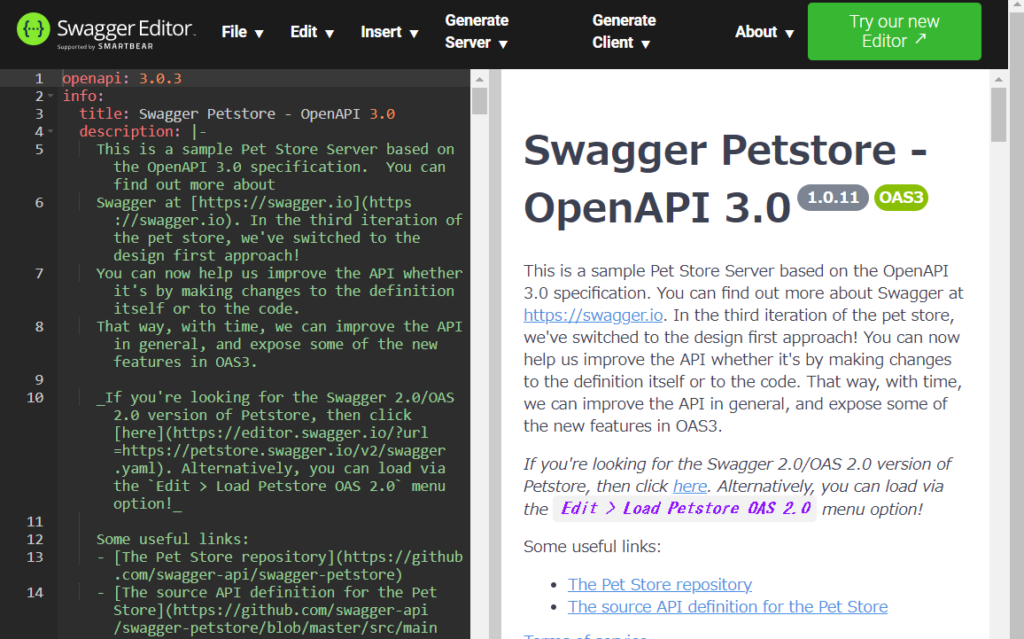 Swagger Editor.
Supported by SMARTBEAR
File ▼
Edit ▼
Insert ▼
Generate
Server ▼
Generate
Client ▼
About ▼
Try our new
Editor ↗
1 openapi: 3.0.3
2 info:
3 title: Swagger Petstore - OpenAPI 3.0
4 description: |-
5 This is a sample Pet Store Server based on
the OpenAPI 3.0 specification.  You can
find out more about
6 Swagger at [https://swagger.io](https
://swagger.io). In the third iteration of
the pet store, we've switched to the
design first approach!
7 You can now help us improve the API whether
it's by making changes to the definition
itself or to the code.
8 That way, with time, we can improve the API
in general, and expose some of the new
features in OAS3.
9
10 _If you're looking for the Swagger 2.0/OAS
2.0 version of Petstore, then click
[here](https://editor.swagger.io/?url
=https://petstore.swagger.io/v2/swagger
.yaml). Alternatively, you can load via
the `Edit > Load Petstore OAS 2.0` menu
option!_
11
12 Some useful links:
13 - [The Pet Store repository](https://github
.com/swagger-api/swagger-petstore)
14 - [The source API definition for the Pet
Store](https://github.com/swagger-api
/swagger-petstore/blob/master/src/main
Swagger Petstore -
OpenAPI 3.0 1.0.11 OAS3
This is a sample Pet Store Server based on the OpenAPI
3.0 specification. You can find out more about Swagger at
https://swagger.io. In the third iteration of the pet store,
we've switched to the design first approach! You can now
help us improve the API whether it's by making changes
to the definition itself or to the code. That way, with time,
we can improve the API in general, and expose some of
the new features in OAS3.
If you're looking for the Swagger 2.0/OAS 2.0 version of
Petstore, then click here. Alternatively, you can load via
the Edit > Load Petstore OAS 2.0 menu option!
Some useful links:
• The Pet Store repository
• The source API definition for the Pet Store
Terms of service